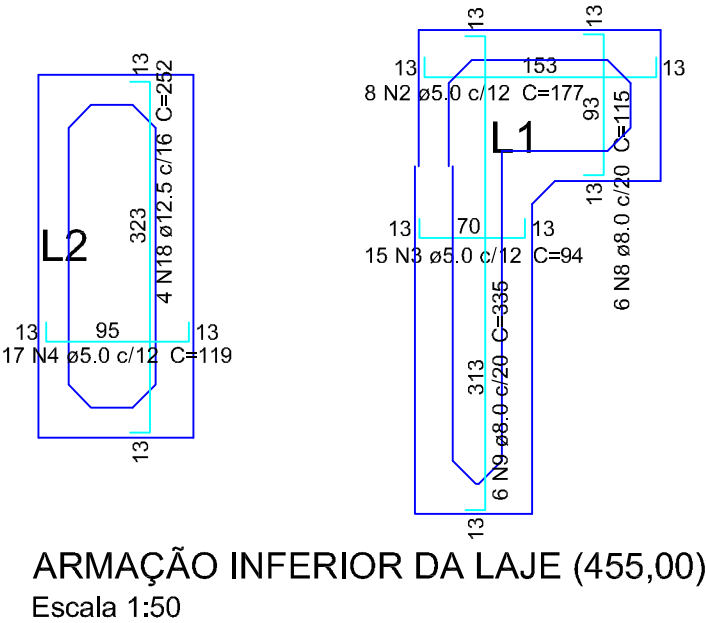 13
323
4 N18 ø12.5 c/16 C=252
13
L2
13 95 13
17 N4 ø5.0 c/12 C=119
13
13 153 13
8 N2 ø5.0 c/12 C=177
13
93
6 N8 ø8.0 c/20 C=115
13
L1
13 70 13
15 N3 ø5.0 c/12 C=94
313
6 N9 ø8.0 c/20 C=335
13
ARMAÇÃO INFERIOR DA LAJE (455,00)
Escala 1:50